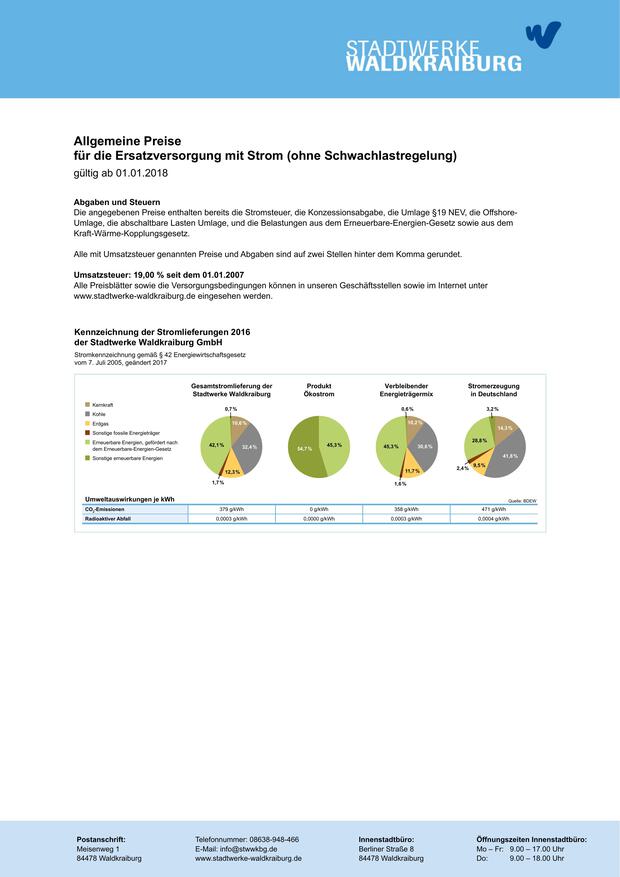 STADTWERKE
WALDKRAIBURG
Allgemeine Preise
für die Ersatzversorgung mit Strom (ohne Schwachlastregelung)
gültig ab 01.01.2018
Abgaben und Steuern
Die angegebenen Preise enthalten bereits die Stromsteuer, die Konzessionsabgabe, die Umlage §19 NEV, die Offshore-
Umlage, die abschaltbare Lasten Umlage, und die Belastungen aus dem Erneuerbare-Energien-Gesetz sowie aus dem
Kraft-Wärme-Kopplungsgesetz.
Alle mit Umsatzsteuer genannten Preise und Abgaben sind auf zwei Stellen hinter dem Komma gerundet.
Umsatzsteuer: 19,00 % seit dem 01.01.2007
Alle Preisblätter sowie die Versorgungsbedingungen können in unseren Geschäftsstellen sowie im Internet unter
www.stadtwerke-waldkraiburg.de eingesehen werden.
Kennzeichnung der Stromlieferungen 2016
der Stadtwerke Waldkraiburg GmbH
Stromkennzeichnung gemäß § 42 Energiewirtschaftsgesetz
vom 7. Juli 2005, geändert 2017
Gesamtstromlieferung der
Stadtwerke Waldkraiburg
Produkt
Ökostrom
Verbleibender
Energieträgermix
Stromerzeugung
in Deutschland
Kernkraft
Kohle
Erdgas
Sonstige fossile Energieträger
Erneuerbare Energien, gefördert nach
dem Erneuerbare-Energien-Gesetz
Sonstige erneuerbare Energien
0,7%
10,6%
42,1%
32,4%
12,3%
1,7%
54,7%
45,3%
0,6%
10,2%
45,3%
30,6%
11,7%
1,6%
3,2%
14,3%
28,8%
41,8%
9,5%
2,4%
Umweltauswirkungen je kWh
Quelle: BDEW
CO2-Emissionen 379 g/kWh 0 g/kWh 358 g/kWh 471 g/kWh
Radioaktiver Abfall 0,0003 g/kWh 0,0000 g/kWh 0,0003 g/kWh 0,0004 g/kWh
Postanschrift:
Meisenweg 1
84478 Waldkraiburg
Telefonnummer: 08638-948-466
E-Mail: info@stwwkbg.de
www.stadtwerke-waldkraiburg.de
Innenstadtbüro:
Berliner Straße 8
84478 Waldkraiburg
Öffnungszeiten Innenstadtbüro:
Mo – Fr: 9.00 – 17.00 Uhr
Do: 9.00 – 18.00 Uhr